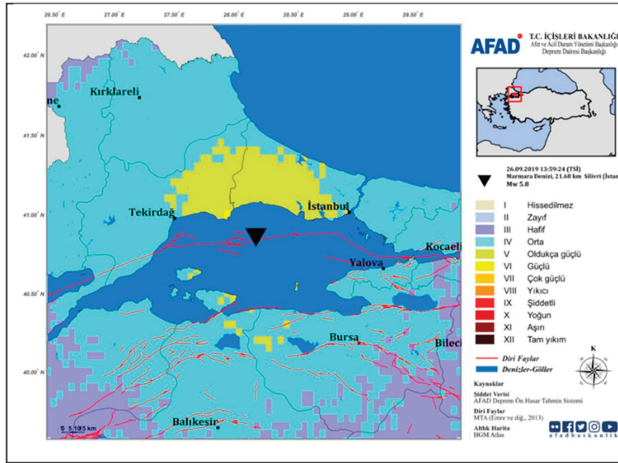 26.50°E
27.00°E
27.50°E
28.00°E
28.50°E
29.00°E
29.50°E
42.00°N
41.50°N
41.00°N
40.50°N
40.00°N
Kırklareli
ne
İstanbul
Tekirdağ
Kocaeli
Yalova
Bursa
Bileci
Balıkesir
AFAD
T.C. İÇİŞLERİ BAKANLIĞI
Afet ve Acil Durum Yönetimi Başkanlığı
Deprem Dairesi Başkanlığı
26.09.2019 13:59:24 (TSİ)
Marmara Denizi, 21.68 km Silivri (İstan
Mw 5.8
I Hissedilmez
II Zayıf
III Hafif
IV Orta
V Oldukça güçlü
VI Güçlü
VII Çok güçlü
VIII Yıkıcı
IX Şiddetli
X Yoğun
XI Aşırı
XII Tam yıkım
Diri Faylar
Denizler-Göller
K
Kaynaklar
Şiddet Verisi
AFAD Deprem Ön Hasar Tahmin Sistemi
Diri Faylar
MTA (Emre ve diğ., 2013)
Altlık Harita
HGM Atlas
afadbaskanlik